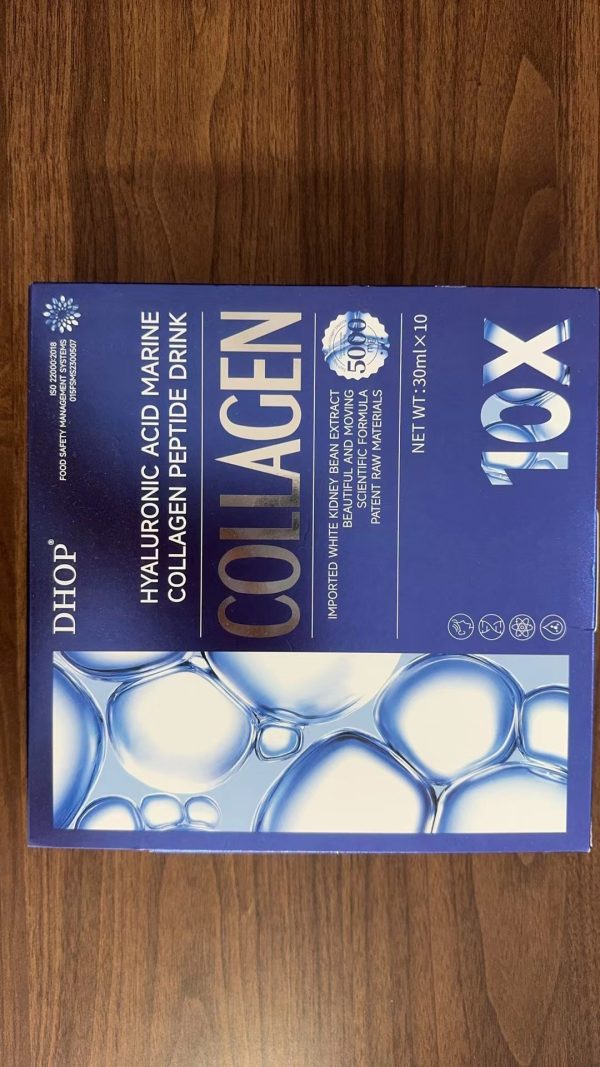 DHOP®
ISO 22000:2018
FOOD SAFETY MANAGEMENT SYSTEMS
015FSMS2300507
HYALURONIC ACID MARINE
COLLAGEN PEPTIDE DRINK
COLLAGEN
IMPORTED WHITE KIDNEY BEAN EXTRACT
BEAUTIFUL AND MOVING
SCIENTIFIC FORMULA
PATENT RAW MATERIALS
5000
NET WT:30ml×10
10X